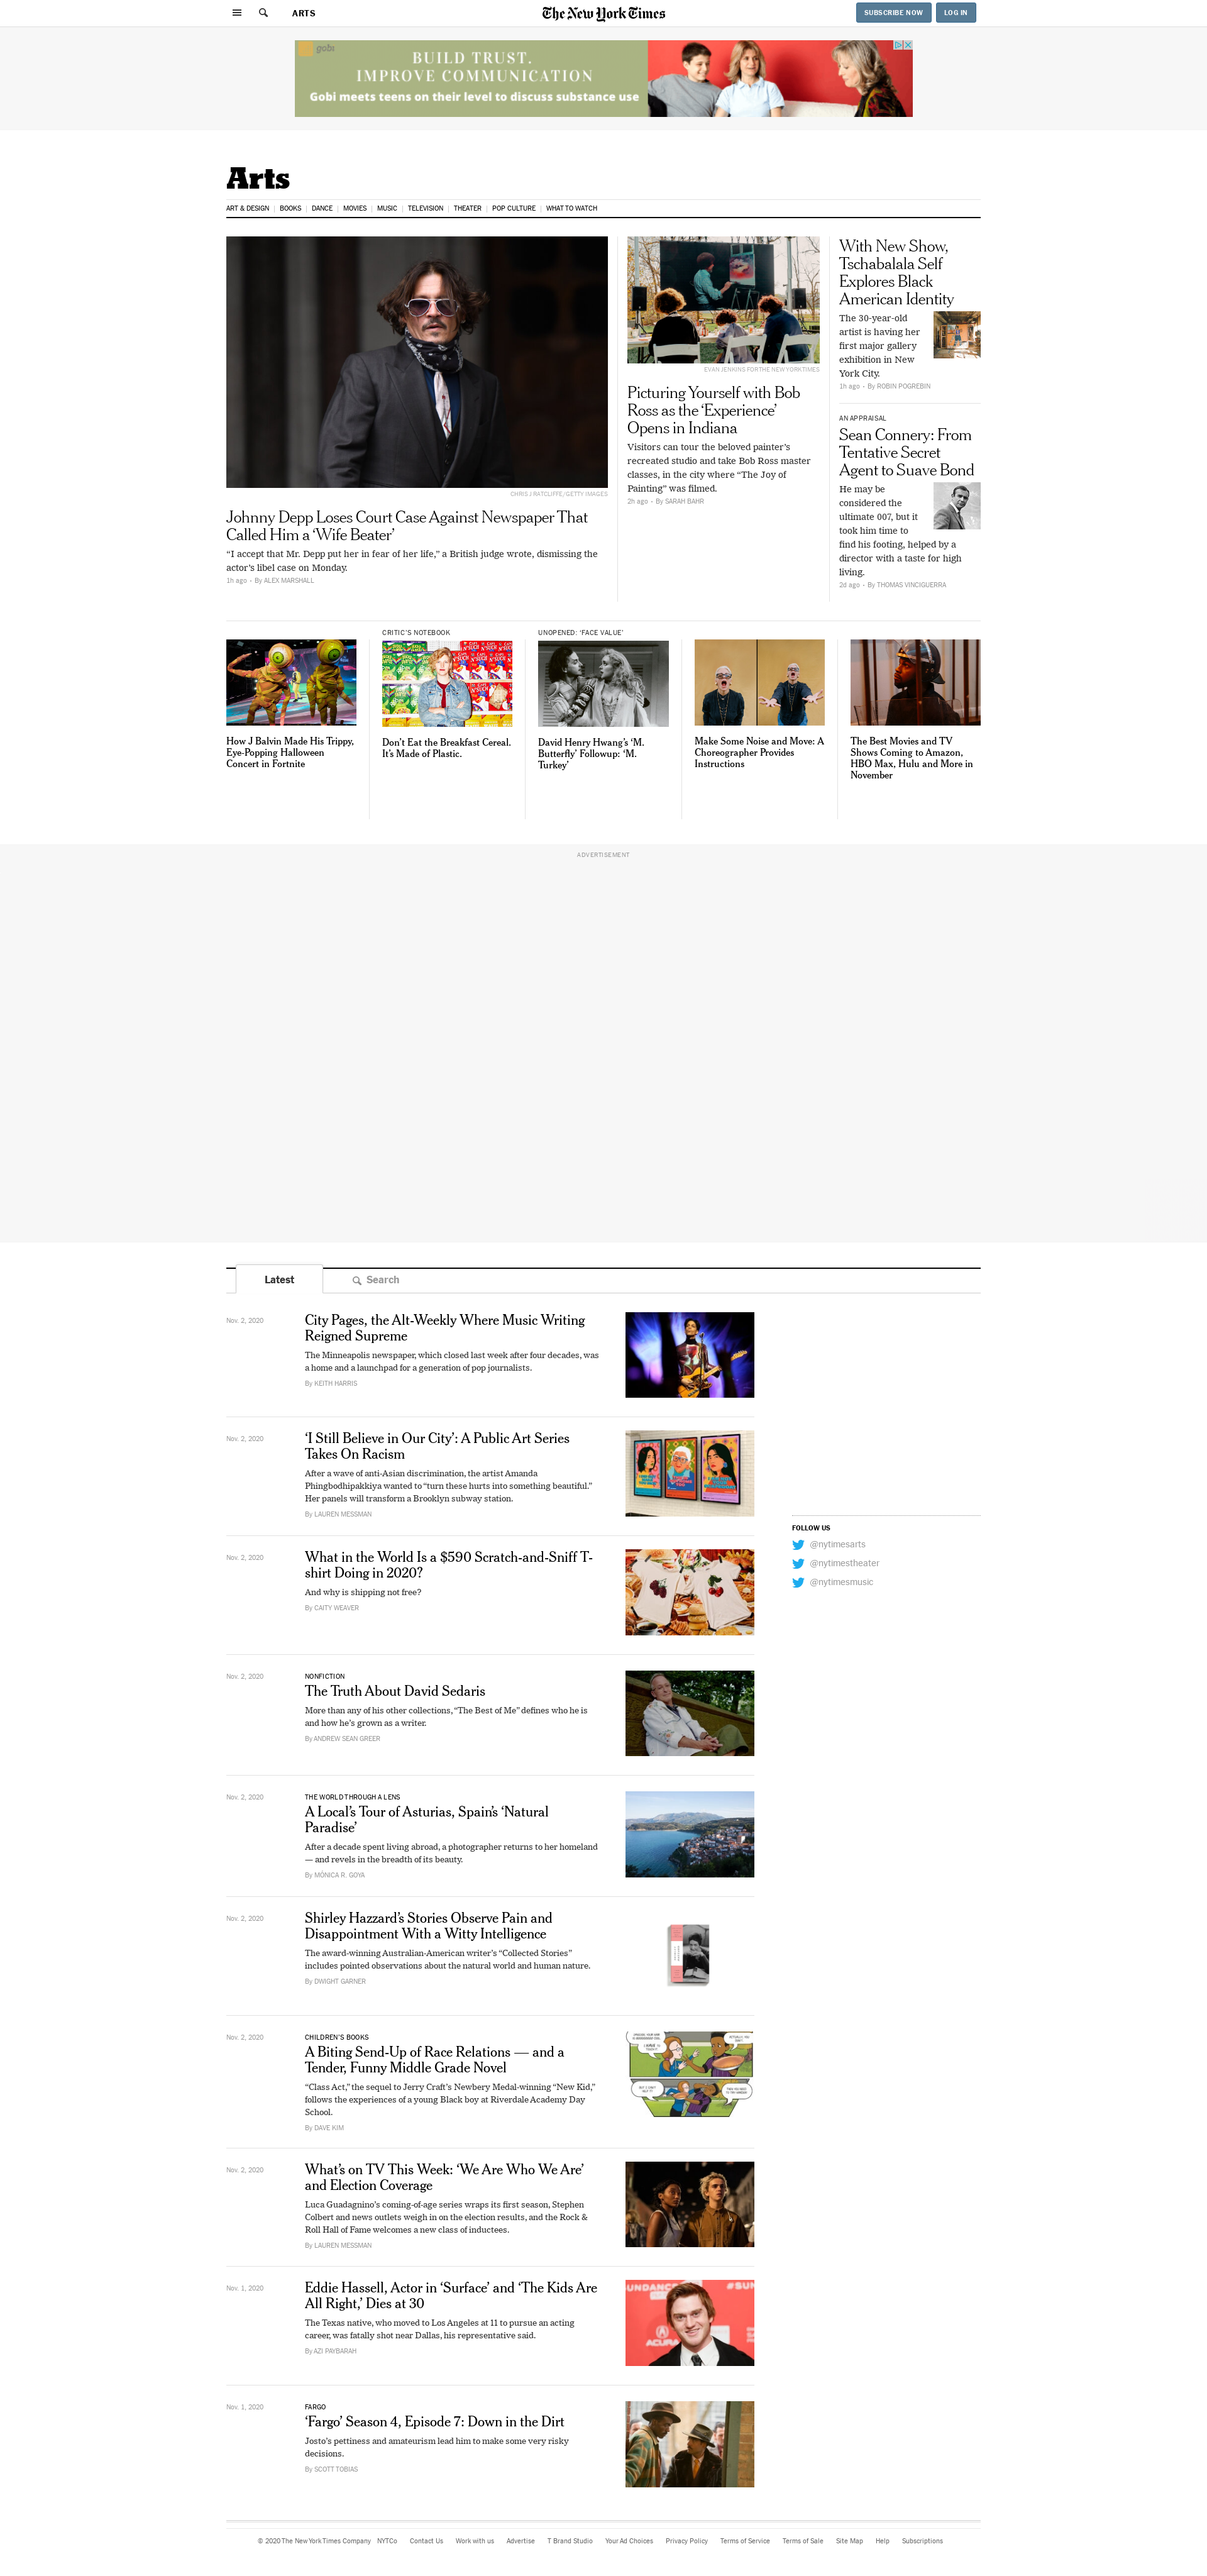 ARTS
The New York Times
SUBSCRIBE NOW
LOG IN
gobi
BUILD TRUST.
IMPROVE COMMUNICATION
Gobi meets teens on their level to discuss substance use
Arts
ART & DESIGN
BOOKS
DANCE
MOVIES
MUSIC
TELEVISION
THEATER
POP CULTURE
WHAT TO WATCH
CHRIS J RATCLIFFE/GETTY IMAGES
Johnny Depp Loses Court Case Against Newspaper That
Called Him a ‘Wife Beater’
“I accept that Mr. Depp put her in fear of her life,” a British judge wrote, dismissing the
actor’s libel case on Monday.
1h ago · By ALEX MARSHALL
EVAN JENKINS FOR THE NEW YORK TIMES
Picturing Yourself with Bob
Ross as the ‘Experience’
Opens in Indiana
Visitors can tour the beloved painter’s
recreated studio and take Bob Ross master
classes, in the city where “The Joy of
Painting” was filmed.
2h ago · By SARAH BAHR
With New Show,
Tschabalala Self
Explores Black
American Identity
The 30-year-old
artist is having her
first major gallery
exhibition in New
York City.
1h ago · By ROBIN POGREBIN
AN APPRAISAL
Sean Connery: From
Tentative Secret
Agent to Suave Bond
He may be
considered the
ultimate 007, but it
took him time to
find his footing, helped by a
director with a taste for high
living.
2d ago · By THOMAS VINCIGUERRA
How J Balvin Made His Trippy,
Eye-Popping Halloween
Concert in Fortnite
CRITIC’S NOTEBOOK
Don’t Eat the Breakfast Cereal.
It’s Made of Plastic.
UNOPENED: ‘FACE VALUE’
David Henry Hwang’s ‘M.
Butterfly’ Followup: ‘M.
Turkey’
Make Some Noise and Move: A
Choreographer Provides
Instructions
The Best Movies and TV
Shows Coming to Amazon,
HBO Max, Hulu and More in
November
ADVERTISEMENT
Latest
Search
Nov. 2, 2020
City Pages, the Alt-Weekly Where Music Writing
Reigned Supreme
The Minneapolis newspaper, which closed last week after four decades, was
a home and a launchpad for a generation of pop journalists.
By KEITH HARRIS
Nov. 2, 2020
‘I Still Believe in Our City’: A Public Art Series
Takes On Racism
After a wave of anti-Asian discrimination, the artist Amanda
Phingbodhipakkiya wanted to “turn these hurts into something beautiful.”
Her panels will transform a Brooklyn subway station.
By LAUREN MESSMAN
FOLLOW US
@nytimesarts
@nytimestheater
@nytimesmusic
Nov. 2, 2020
What in the World Is a $590 Scratch-and-Sniff T-
shirt Doing in 2020?
And why is shipping not free?
By CAITY WEAVER
Nov. 2, 2020
NONFICTION
The Truth About David Sedaris
More than any of his other collections, “The Best of Me” defines who he is
and how he’s grown as a writer.
By ANDREW SEAN GREER
Nov. 2, 2020
THE WORLD THROUGH A LENS
A Local’s Tour of Asturias, Spain’s ‘Natural
Paradise’
After a decade spent living abroad, a photographer returns to her homeland
— and revels in the breadth of its beauty.
By MÓNICA R. GOYA
Nov. 2, 2020
Shirley Hazzard’s Stories Observe Pain and
Disappointment With a Witty Intelligence
The award-winning Australian-American writer’s “Collected Stories”
includes pointed observations about the natural world and human nature.
By DWIGHT GARNER
Nov. 2, 2020
CHILDREN’S BOOKS
A Biting Send-Up of Race Relations — and a
Tender, Funny Middle Grade Novel
“Class Act,” the sequel to Jerry Craft’s Newbery Medal-winning “New Kid,”
follows the experiences of a young Black boy at Riverdale Academy Day
School.
By DAVE KIM
Nov. 2, 2020
What’s on TV This Week: ‘We Are Who We Are’
and Election Coverage
Luca Guadagnino’s coming-of-age series wraps its first season, Stephen
Colbert and news outlets weigh in on the election results, and the Rock &
Roll Hall of Fame welcomes a new class of inductees.
By LAUREN MESSMAN
Nov. 1, 2020
Eddie Hassell, Actor in ‘Surface’ and ‘The Kids Are
All Right,’ Dies at 30
The Texas native, who moved to Los Angeles at 11 to pursue an acting
career, was fatally shot near Dallas, his representative said.
By AZI PAYBARAH
Nov. 1, 2020
FARGO
‘Fargo’ Season 4, Episode 7: Down in the Dirt
Josto’s pettiness and amateurism lead him to make some very risky
decisions.
By SCOTT TOBIAS
© 2020 The New York Times Company
NYTCo
Contact Us
Work with us
Advertise
T Brand Studio
Your Ad Choices
Privacy Policy
Terms of Service
Terms of Sale
Site Map
Help
Subscriptions